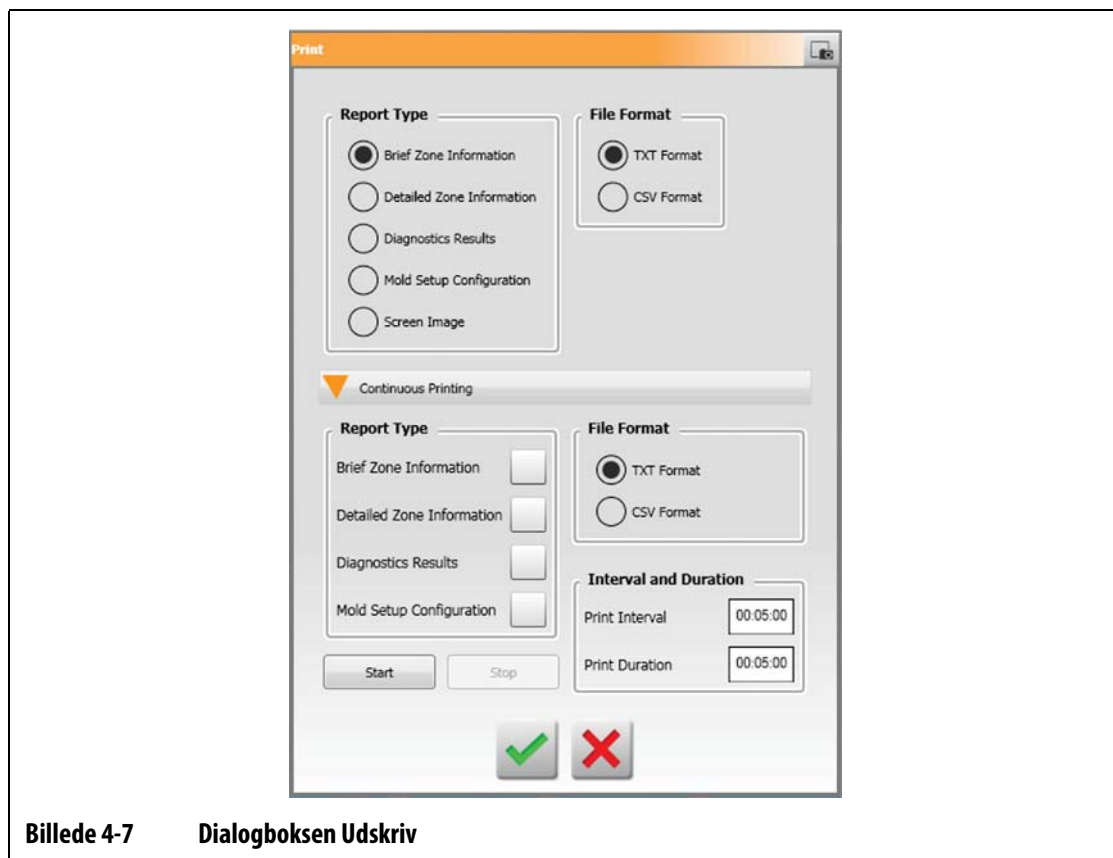 Print
Report Type
Brief Zone Information
Detailed Zone Information
Diagnostics Results
Mold Setup Configuration
Screen Image
File Format
TXT Format
CSV Format
Continuous Printing
Report Type
Brief Zone Information
Detailed Zone Information
Diagnostics Results
Mold Setup Configuration
File Format
TXT Format
CSV Format
Interval and Duration
Print Interval 00:05:00
Print Duration 00:05:00
Start Stop
Billede 4-7 Dialogboksen Udskriv